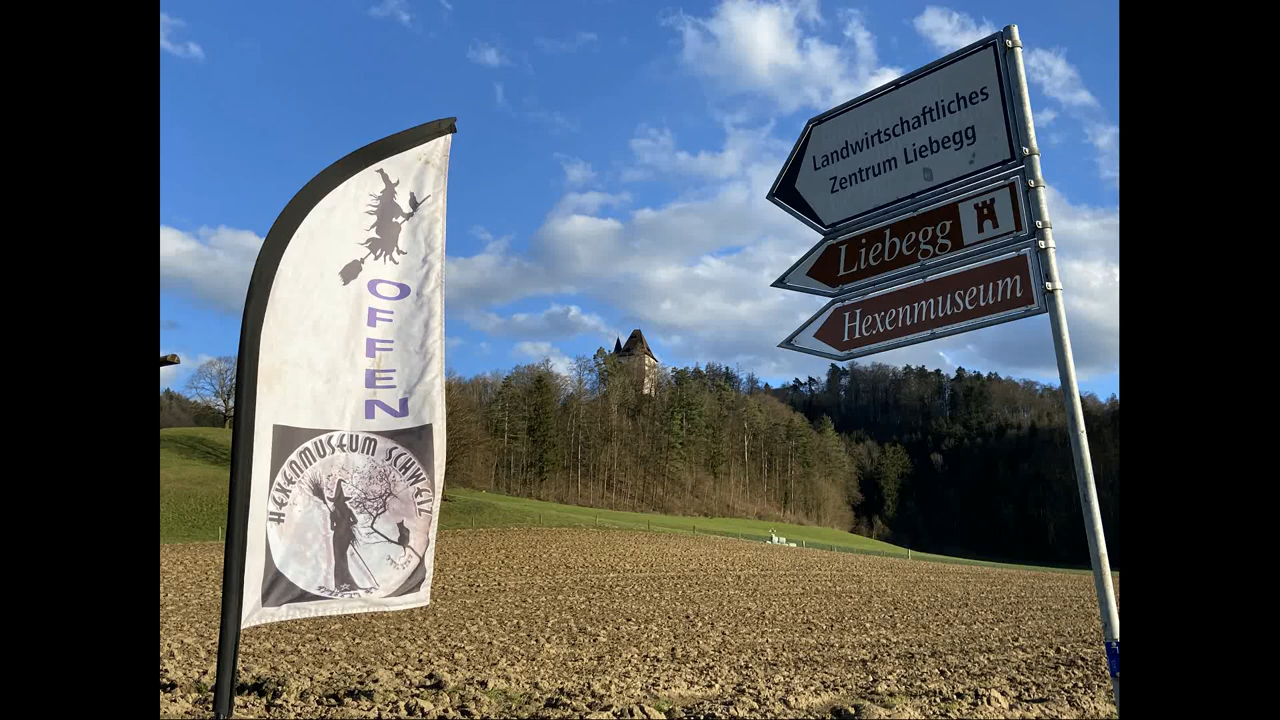 OFFEN
HEXENMUSEUM SCHWEIZ
Landwirtschaftliches
Zentrum Liebegg
Liebegg
Hexenmuseum